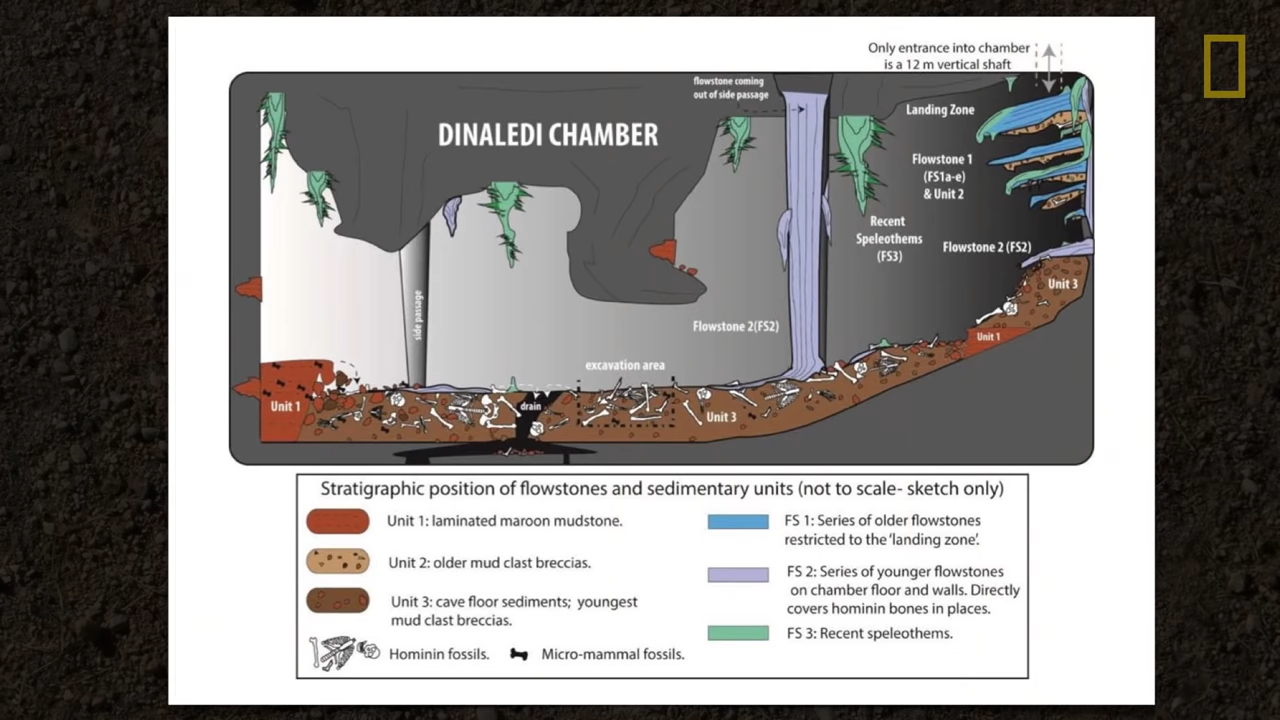 Only entrance into chamber
is a 12 m vertical shaft
flowstone coming
out of side passage
DINALEDI CHAMBER
Landing Zone
Flowstone 1
(FS1a-e)
& Unit 2
Recent
Speleothems
(FS3)
Flowstone 2 (FS2)
Unit 3
side passage
Flowstone 2(FS2)
Unit 1
excavation area
Unit 1
drain
Unit 3
Stratigraphic position of flowstones and sedimentary units (not to scale- sketch only)
Unit 1: laminated maroon mudstone.
Unit 2: older mud clast breccias.
Unit 3: cave floor sediments; youngest
mud clast breccias.
Hominin fossils.
Micro-mammal fossils.
FS 1: Series of older flowstones
restricted to the 'landing zone'.
FS 2: Series of younger flowstones
on chamber floor and walls. Directly
covers hominin bones in places.
FS 3: Recent speleothems.